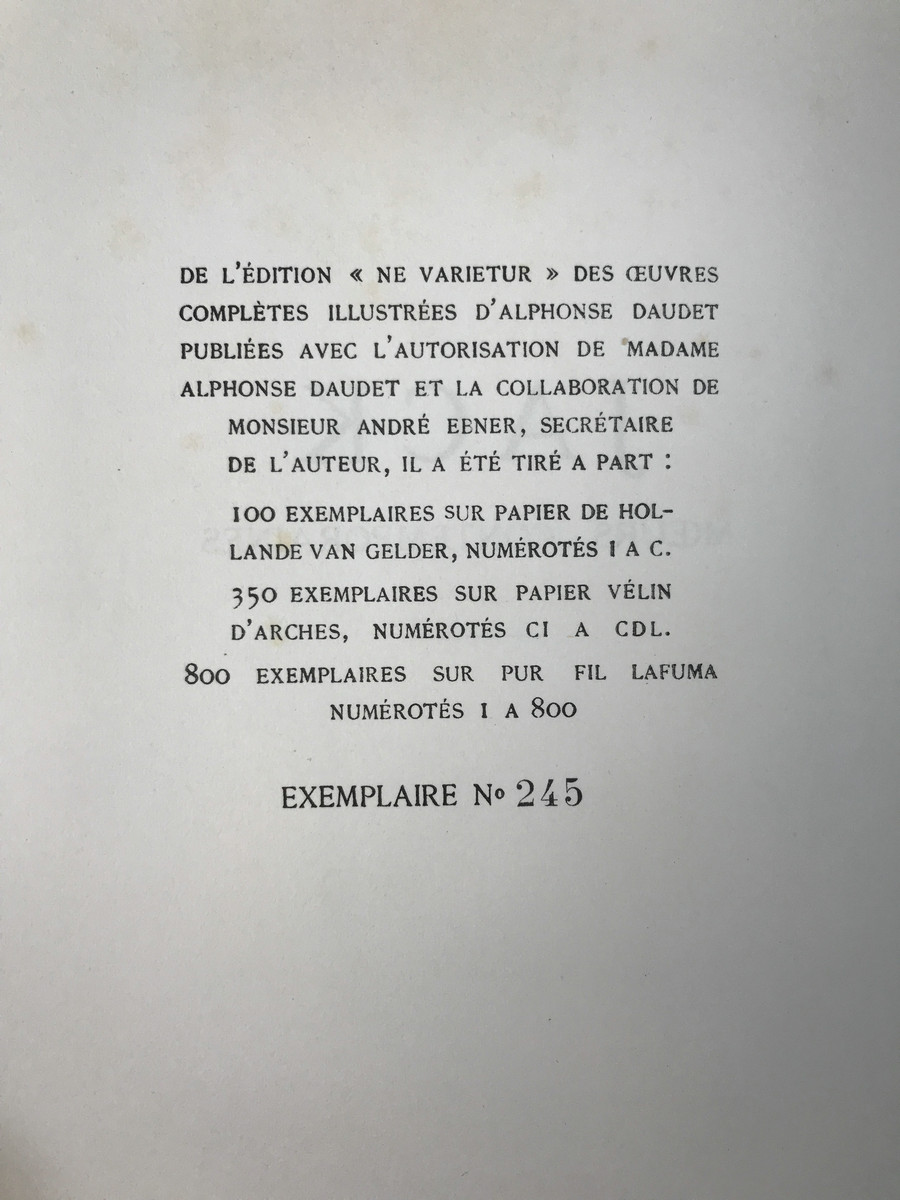 DE L'ÉDITION « NE VARIETUR » DES ŒUVRES
COMPLÈTES ILLUSTRÉES D'ALPHONSE DAUDET
PUBLIÉES AVEC L'AUTORISATION DE MADAME
ALPHONSE DAUDET ET LA COLLABORATION DE
MONSIEUR ANDRÉ EBNER, SECRÉTAIRE
DE L'AUTEUR, IL A ÉTÉ TIRÉ A PART :
100 EXEMPLAIRES SUR PAPIER DE HOL-
LANDE VAN GELDER, NUMÉROTÉS I A C.
350 EXEMPLAIRES SUR PAPIER VÉLIN
D'ARCHES, NUMÉROTÉS CI A CDL.
800 EXEMPLAIRES SUR PUR FIL LAFUMA
NUMÉROTÉS 1 A 800
EXEMPLAIRE Nº 245